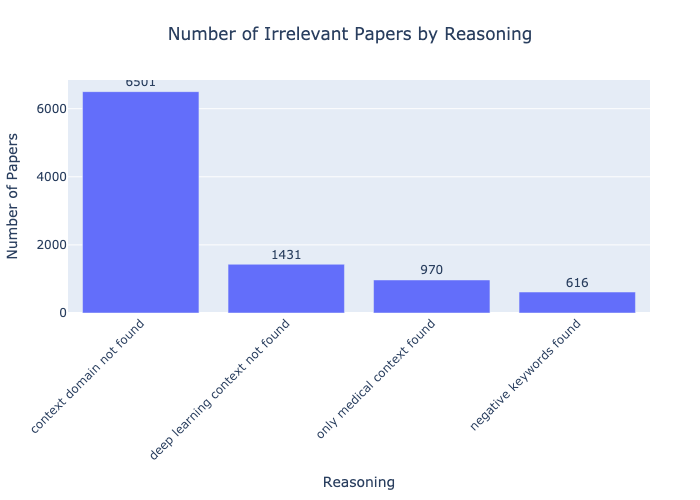 Number of Irrelevant Papers by Reasoning
Number of Papers
6000
4000
2000
0
6501
1431
970
616
context domain not found
deep learning context not found
only medical context found
negative keywords found
Reasoning